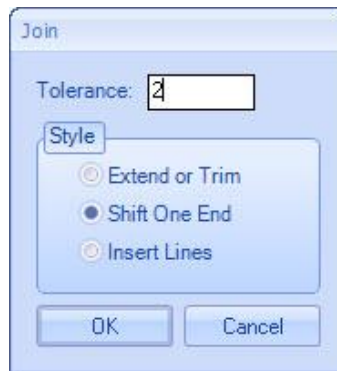 Join
Tolerance: 2
Style
Extend or Trim
Shift One End
Insert Lines
OK Cancel